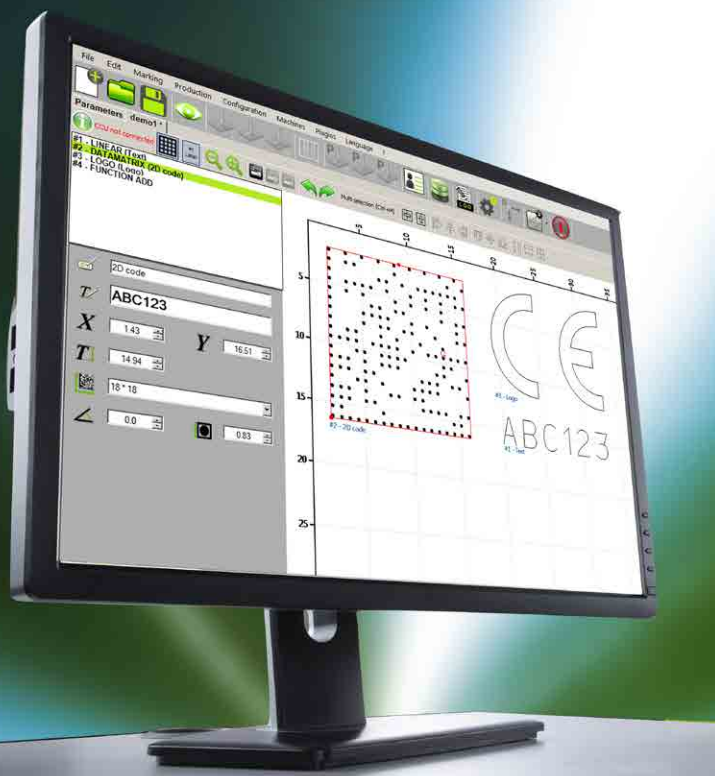 File Edit Marking Production Configuration Machines Plugins Language ?
Parameters demo1 *
CCU not connected
#1 - LINEAR (Text)
#2 - DATAMATRIX (2D code)
#3 - LOGO (Logo)
#4 - FUNCTION ADD
Multi-selection (Ctrl+M)
2D code
ABC123
X 1.43 Y 16.51
T 14.94
18 * 18
0.0 0.83
-5 -10 -15 -20 -25 -30 -35
5
10
15
20
25
#2 - 2D code
CE
#3 - Logo
ABC123
#1 - Text